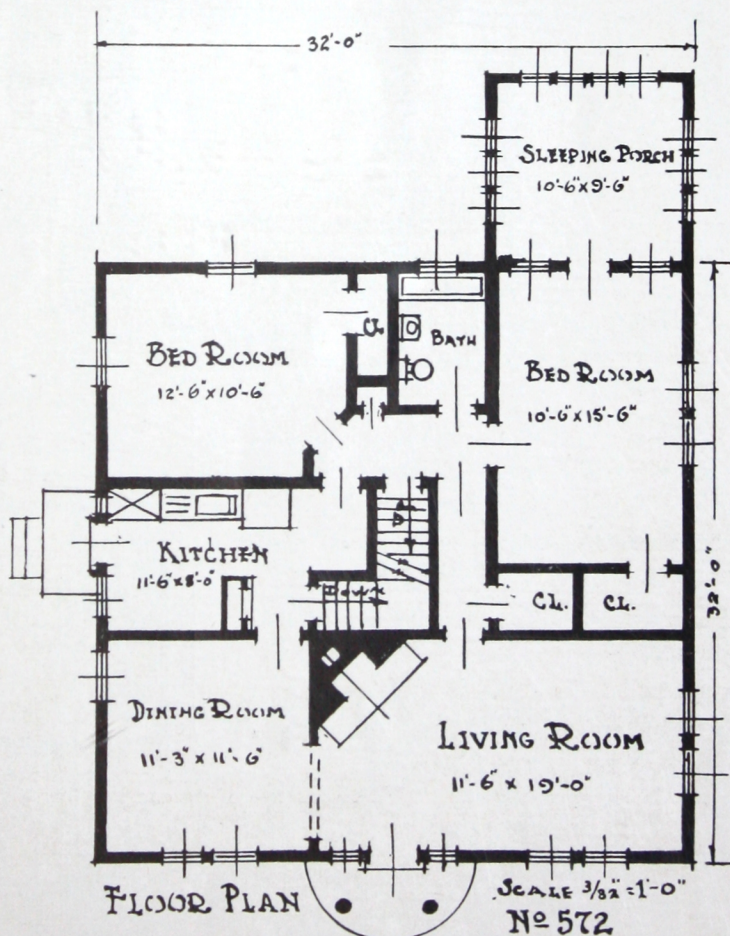 32'-0"
SLEEPING PORCH
10'-6"x9'-6"
BED ROOM
12'-6"x10'-6"
CL
BATH
BED ROOM
10'-6"x15'-6"
KITCHEN
11'-6"x8'-0"
DOWN
CL.
CL.
32'-0"
DINING ROOM
11'-3" x 11'-6"
LIVING ROOM
11'-6" x 19'-0"
FLOOR PLAN
SCALE 3/32"=1'-0"
No 572